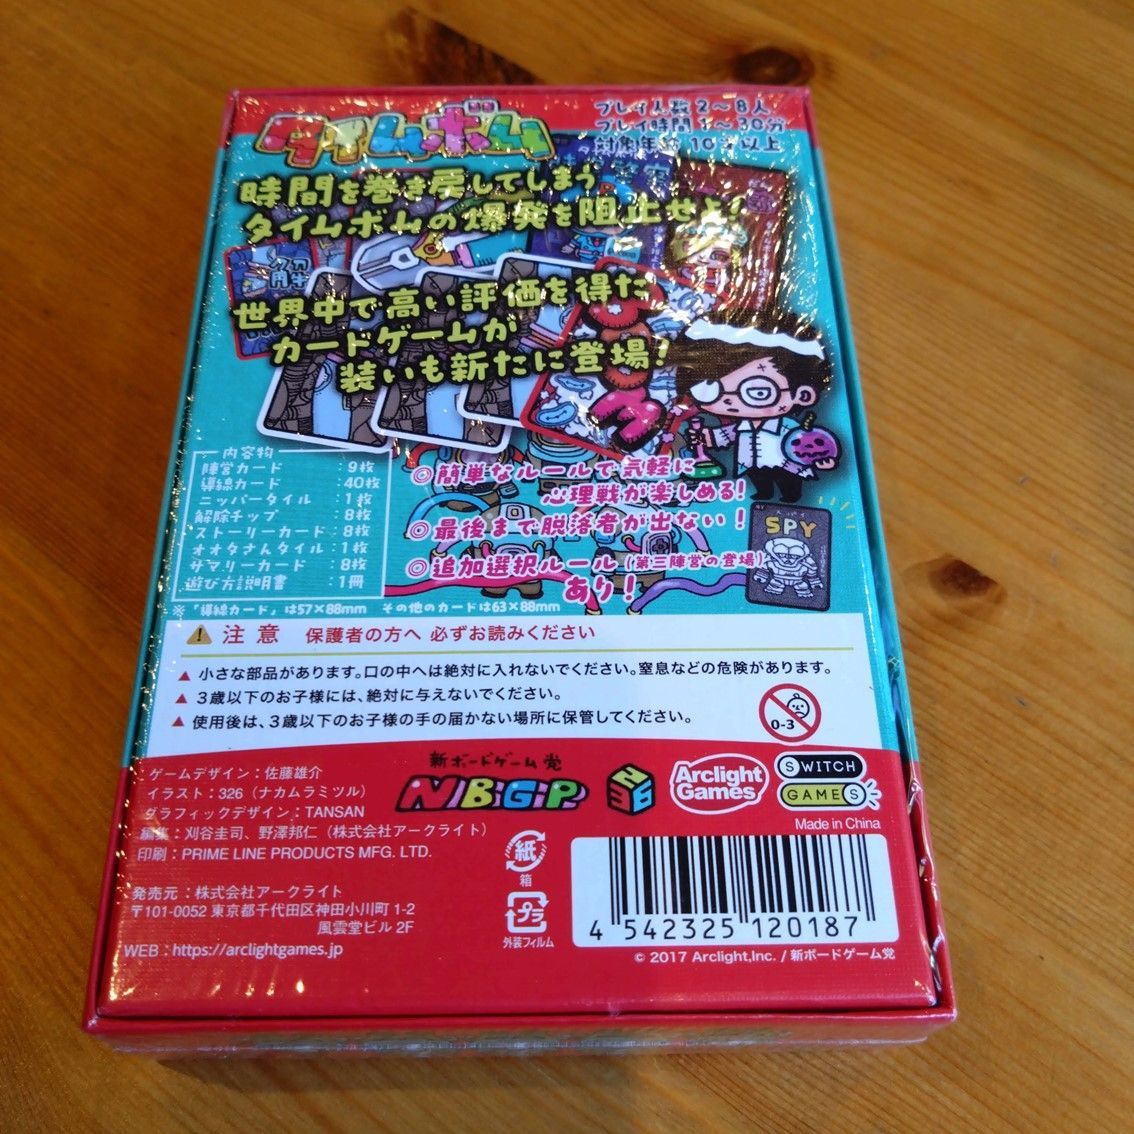 タイムボム
プレイ人数 2～8人
プレイ時間 1～30分
対象年齢 10才以上
時間を巻き戻してしまう
タイムボムの爆発を阻止せよ!
世界中で高い評価を得た
カードゲームが
装いも新たに登場!
BOMB
内容物
陣営カード :9枚
導線カード :40枚
ニッパータイル :1枚
解除チップ :8枚
ストーリーカード :8枚
オオタさんタイル :1枚
サマリーカード :8枚
遊び方説明書 :1冊
※「導線カード」は57×88mm その他のカードは63×88mm
◎簡単なルールで気軽に
心理戦が楽しめる!
◎最後まで脱落者が出ない!
◎追加選択ルール(第三陣営の登場)
あり!
SPY
注意 保護者の方へ 必ずお読みください
▲ 小さな部品があります。口の中へは絶対に入れないでください。窒息などの危険があります。
▲ 3歳以下のお子様には、絶対に与えないでください。
▲ 使用後は、3歳以下のお子様の手の届かない場所に保管してください。
0-3
ゲームデザイン:佐藤雄介
イラスト:326(ナカムラミツル)
グラフィックデザイン:TANSAN
編集:刈谷圭司、野澤邦仁(株式会社アークライト)
印刷:PRIME LINE PRODUCTS MFG. LTD.
発売元:株式会社アークライト
〒101-0052 東京都千代田区神田小川町 1-2
風雲堂ビル 2F
WEB:https://arclightgames.jp
新ボードゲーム党
NBGP
326
Arclight Games
SWITCH GAMES
Made in China
紙
箱
プラ
外装フィルム
4 542325 120187
© 2017 Arclight,Inc. / 新ボードゲーム党